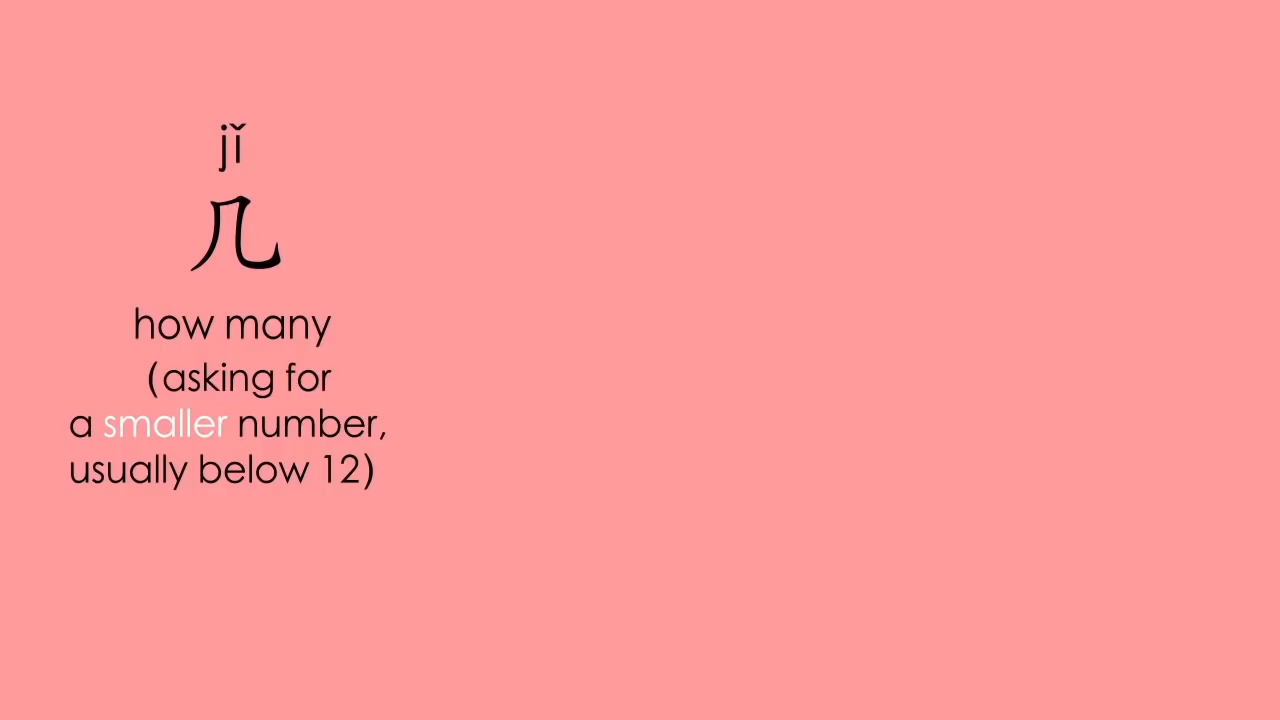 jǐ
几
how many
(asking for
a smaller number,
usually below 12)